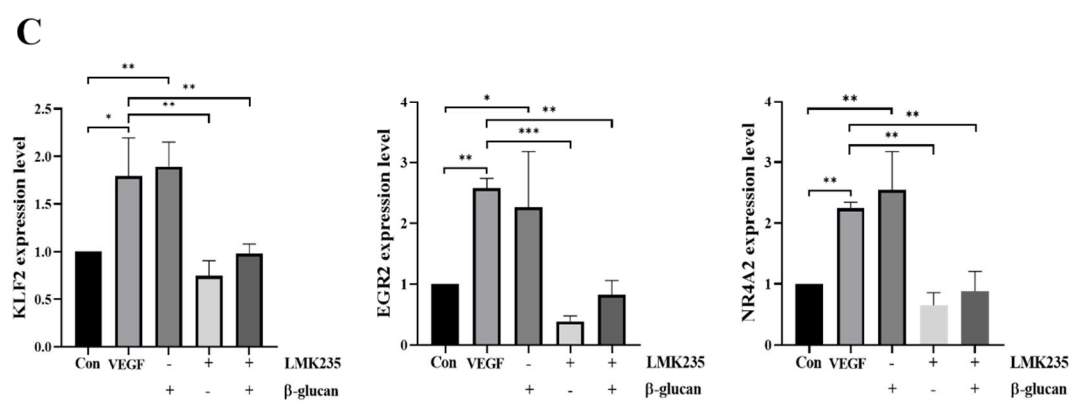 C
KLF2 expression level
2.5
2.0
1.5
1.0
0.5
0.0
**
**
**
*
Con VEGF - + + LMK235
+ - + β-glucan
EGR2 expression level
4
3
2
1
0
*
**
***
**
Con VEGF - + + LMK235
+ - + β-glucan
NR4A2 expression level
4
3
2
1
0
**
**
**
**
Con VEGF - + + LMK235
+ - + β-glucan